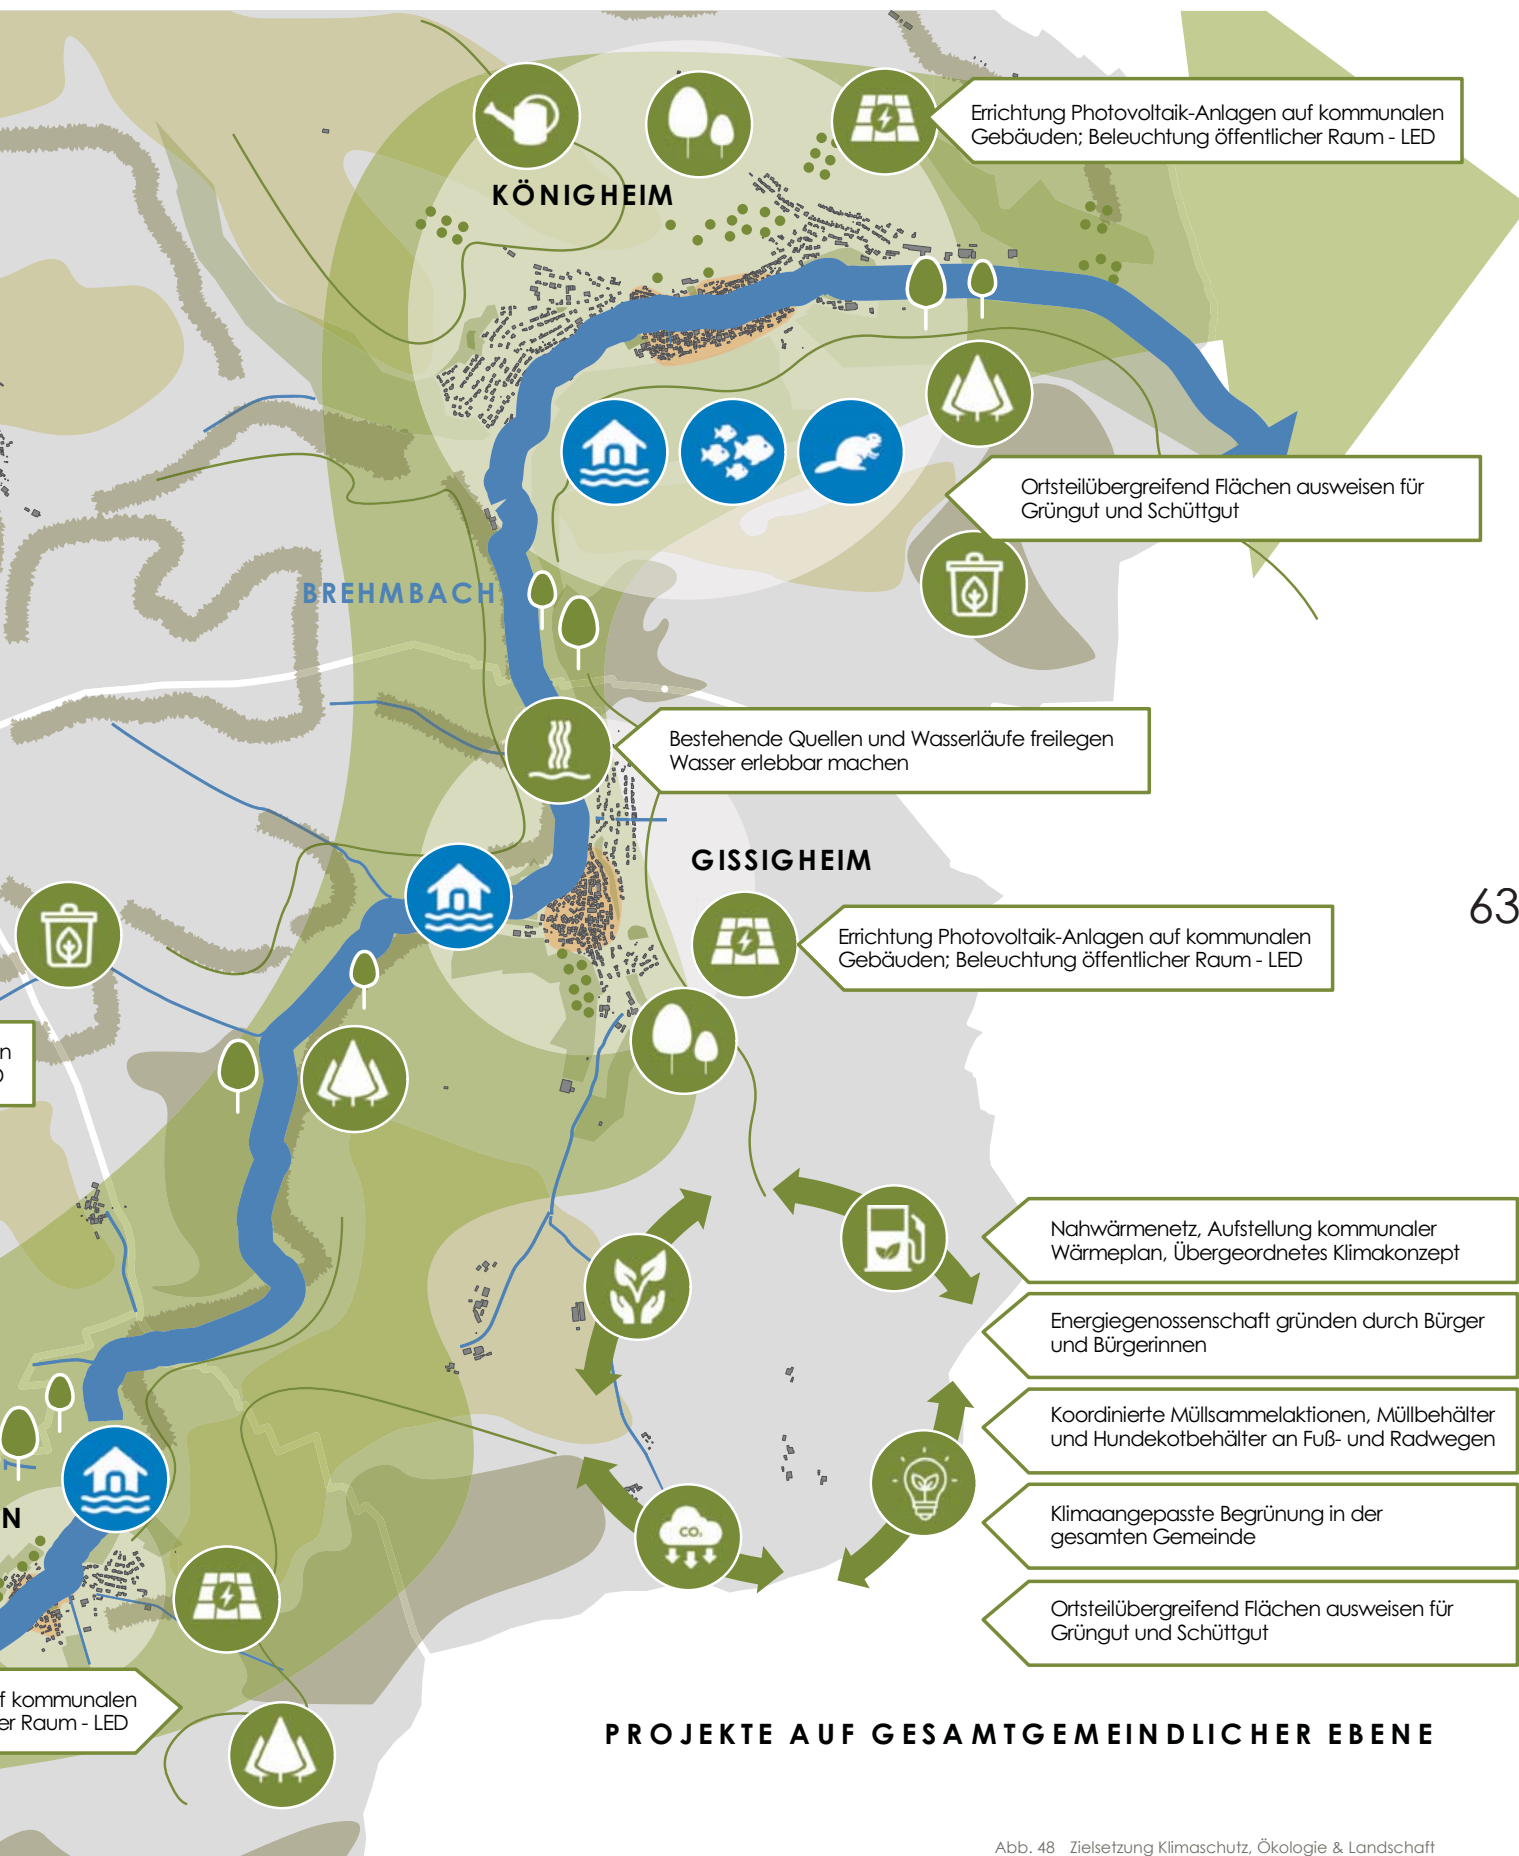 Errichtung Photovoltaik-Anlagen auf kommunalen
Gebäuden; Beleuchtung öffentlicher Raum - LED
KÖNIGHEIM
Ortsteilübergreifend Flächen ausweisen für
Grüngut und Schüttgut
BREHMBACH
Bestehende Quellen und Wasserläufe freilegen
Wasser erlebbar machen
GISSIGHEIM
63
Errichtung Photovoltaik-Anlagen auf kommunalen
Gebäuden; Beleuchtung öffentlicher Raum - LED
n
Nahwärmenetz, Aufstellung kommunaler
Wärmeplan, Übergeordnetes Klimakonzept
Energiegenossenschaft gründen durch Bürger
und Bürgerinnen
Koordinierte Müllsammelaktionen, Müllbehälter
und Hundekotbehälter an Fuß- und Radwegen
N
CO₂
Klimaangepasste Begrünung in der
gesamten Gemeinde
Ortsteilübergreifend Flächen ausweisen für
Grüngut und Schüttgut
f kommunalen
er Raum - LED
PROJEKTE AUF GESAMTGEMEINDLICHER EBENE
Abb. 48 Zielsetzung Klimaschutz, Ökologie & Landschaft